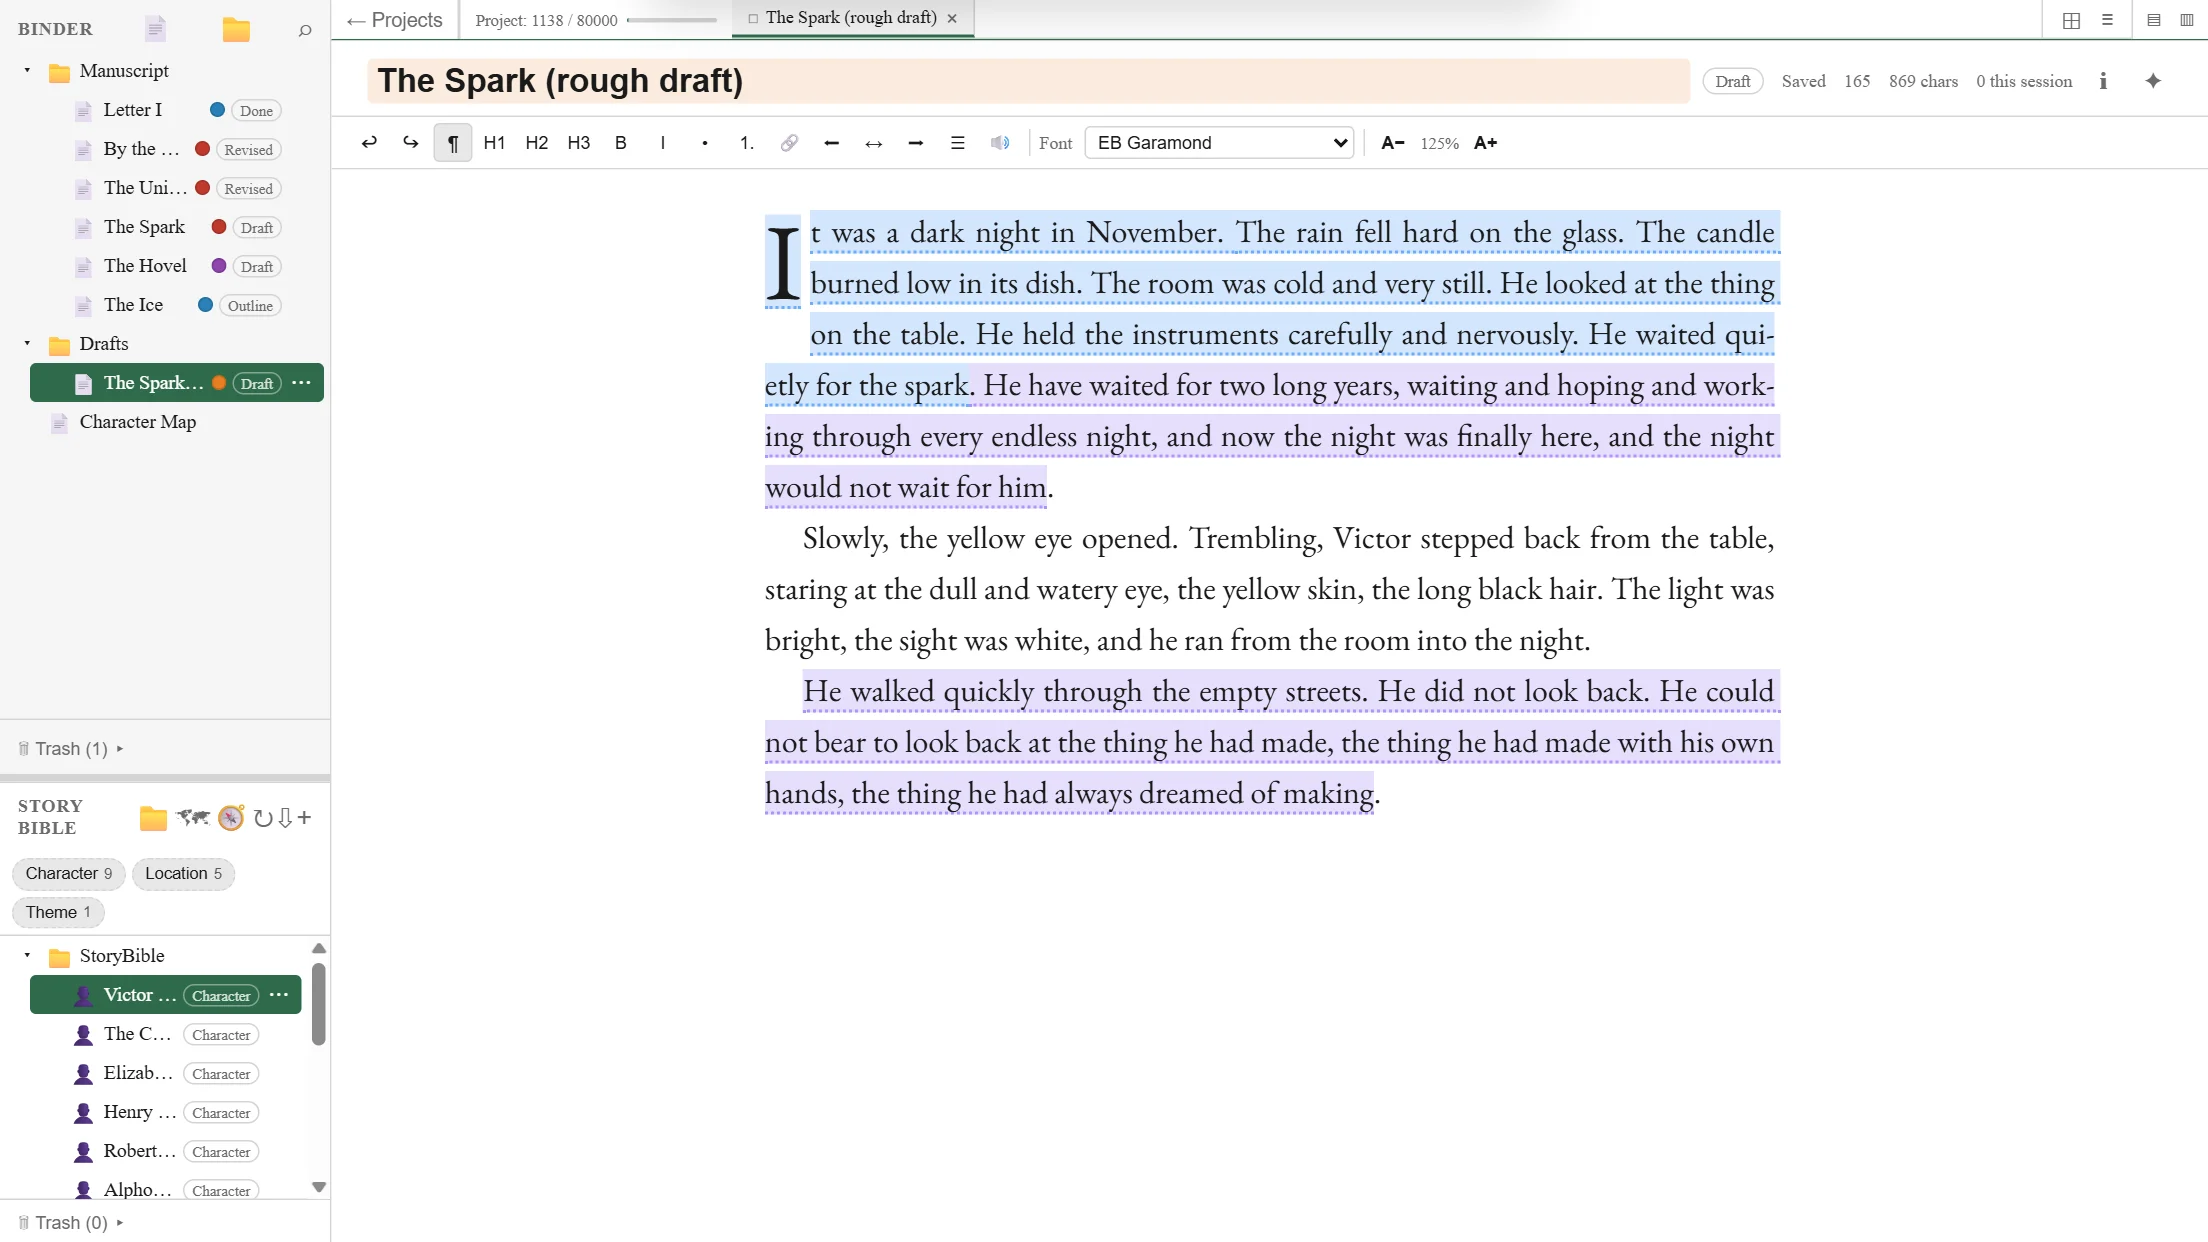 BINDER
Manuscript
Letter I Done
By the ... Revised
The Uni... Revised
The Spark Draft
The Hovel Draft
The Ice Outline
Drafts
The Spark... Draft
Character Map
Trash (1)
STORY
BIBLE
Character 9 Location 5
Theme 1
StoryBible
Victor ... Character
The C... Character
Elizab... Character
Henry ... Character
Robert... Character
Alpho... Character
Trash (0)
← Projects Project: 1138 / 80000 The Spark (rough draft) ×
The Spark (rough draft) Draft Saved 165 869 chars 0 this session
¶ H1 H2 H3 B I • 1. Font EB Garamond A− 125% A+
It was a dark night in November. The rain fell hard on the glass. The candle
burned low in its dish. The room was cold and very still. He looked at the thing
on the table. He held the instruments carefully and nervously. He waited qui-
etly for the spark. He have waited for two long years, waiting and hoping and work-
ing through every endless night, and now the night was finally here, and the night
would not wait for him.
Slowly, the yellow eye opened. Trembling, Victor stepped back from the table,
staring at the dull and watery eye, the yellow skin, the long black hair. The light was
bright, the sight was white, and he ran from the room into the night.
He walked quickly through the empty streets. He did not look back. He could
not bear to look back at the thing he had made, the thing he had made with his own
hands, the thing he had always dreamed of making.